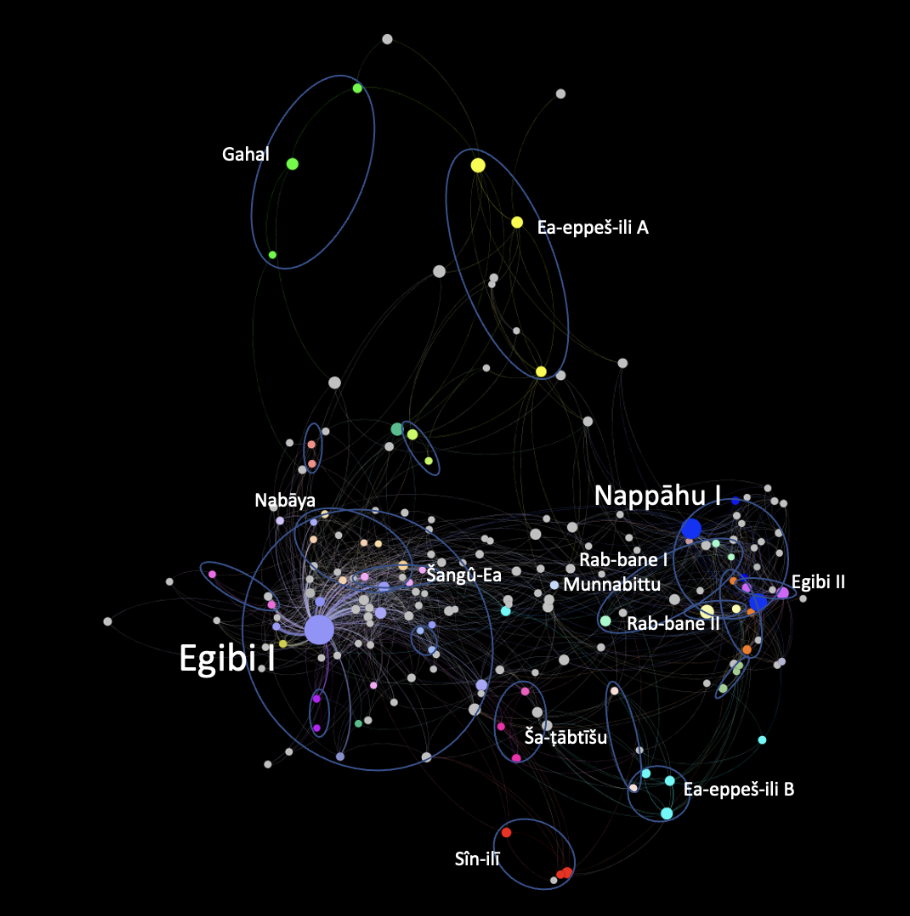 Gahal
Ea-eppeš-ili A
Nappāhu I
Nabāya
Rab-bane I
Šangû-Ea
Munnabittu
Egibi II
Rab-bane II
Egibi I
Ša-ṭābtīšu
Ea-eppeš-ili B
Sîn-ilī